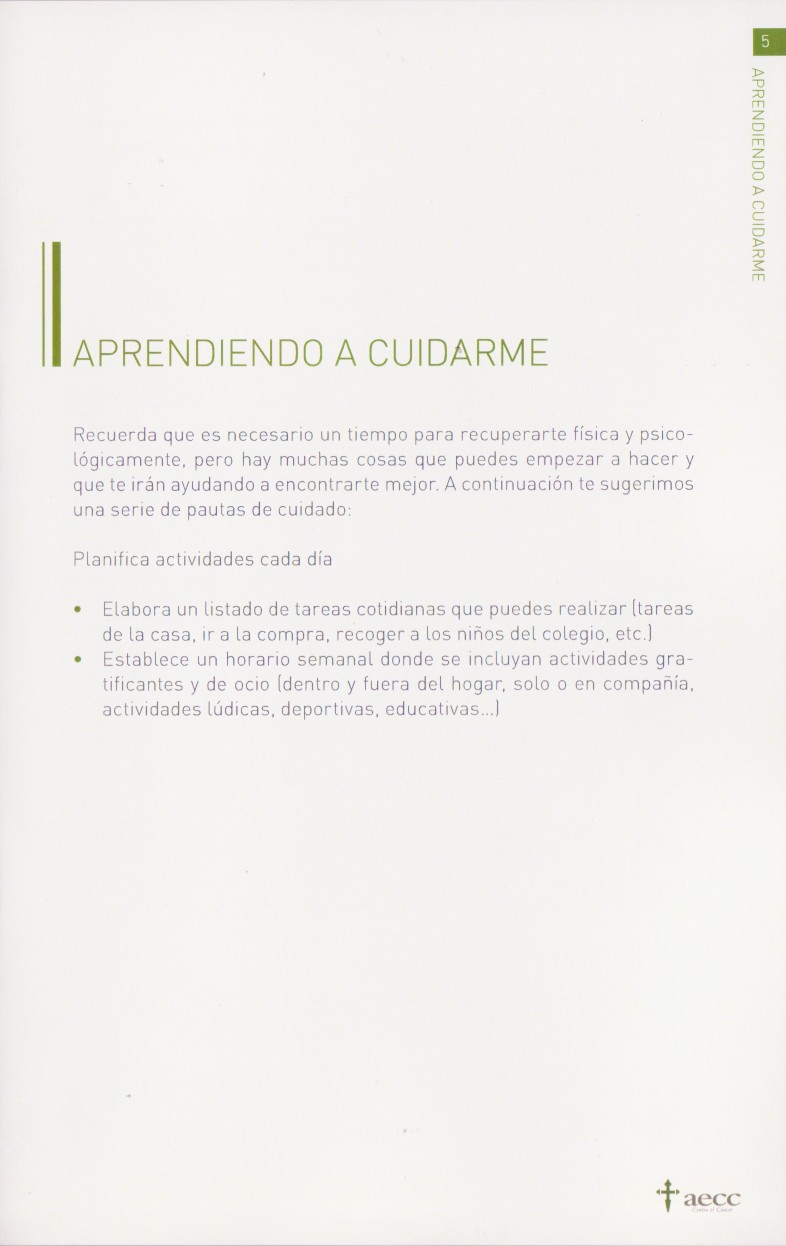 5
APRENDIENDO A CUIDARME
APRENDIENDO A CUIDARME
Recuerda que es necesario un tiempo para recuperarte física y psico-
lógicamente, pero hay muchas cosas que puedes empezar a hacer y
que te irán ayudando a encontrarte mejor. A continuación te sugerimos
una serie de pautas de cuidado:
Planifica actividades cada día
• Elabora un listado de tareas cotidianas que puedes realizar (tareas
de la casa, ir a la compra, recoger a los niños del colegio, etc.)
• Establece un horario semanal donde se incluyan actividades gra-
tificantes y de ocio (dentro y fuera del hogar, solo o en compañía,
actividades lúdicas, deportivas, educativas...)
aecc
Contra el Cáncer